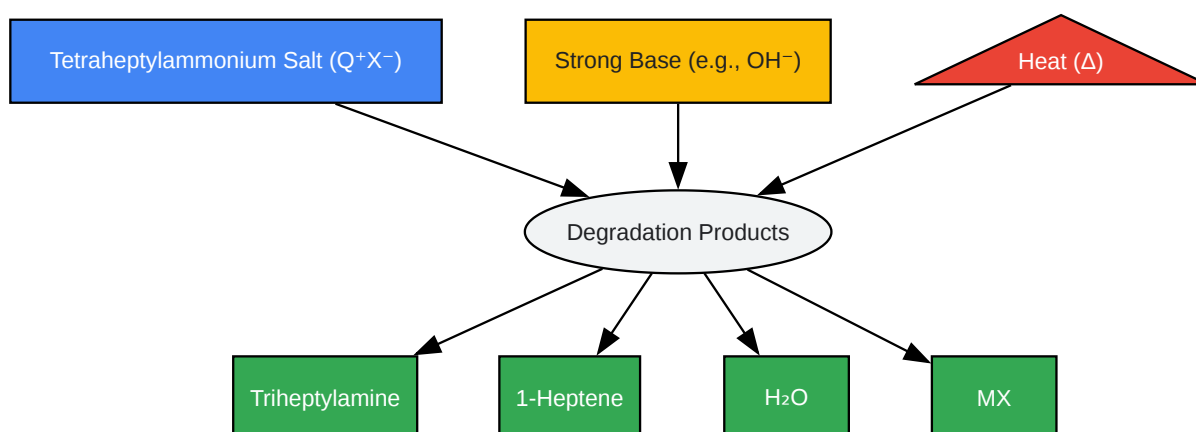 Tetraheptylammonium Salt (Q⁺X⁻)
Strong Base (e.g., OH⁻)
Heat (Δ)
Degradation Products
Triheptylamine
1-Heptene
H₂O
MX